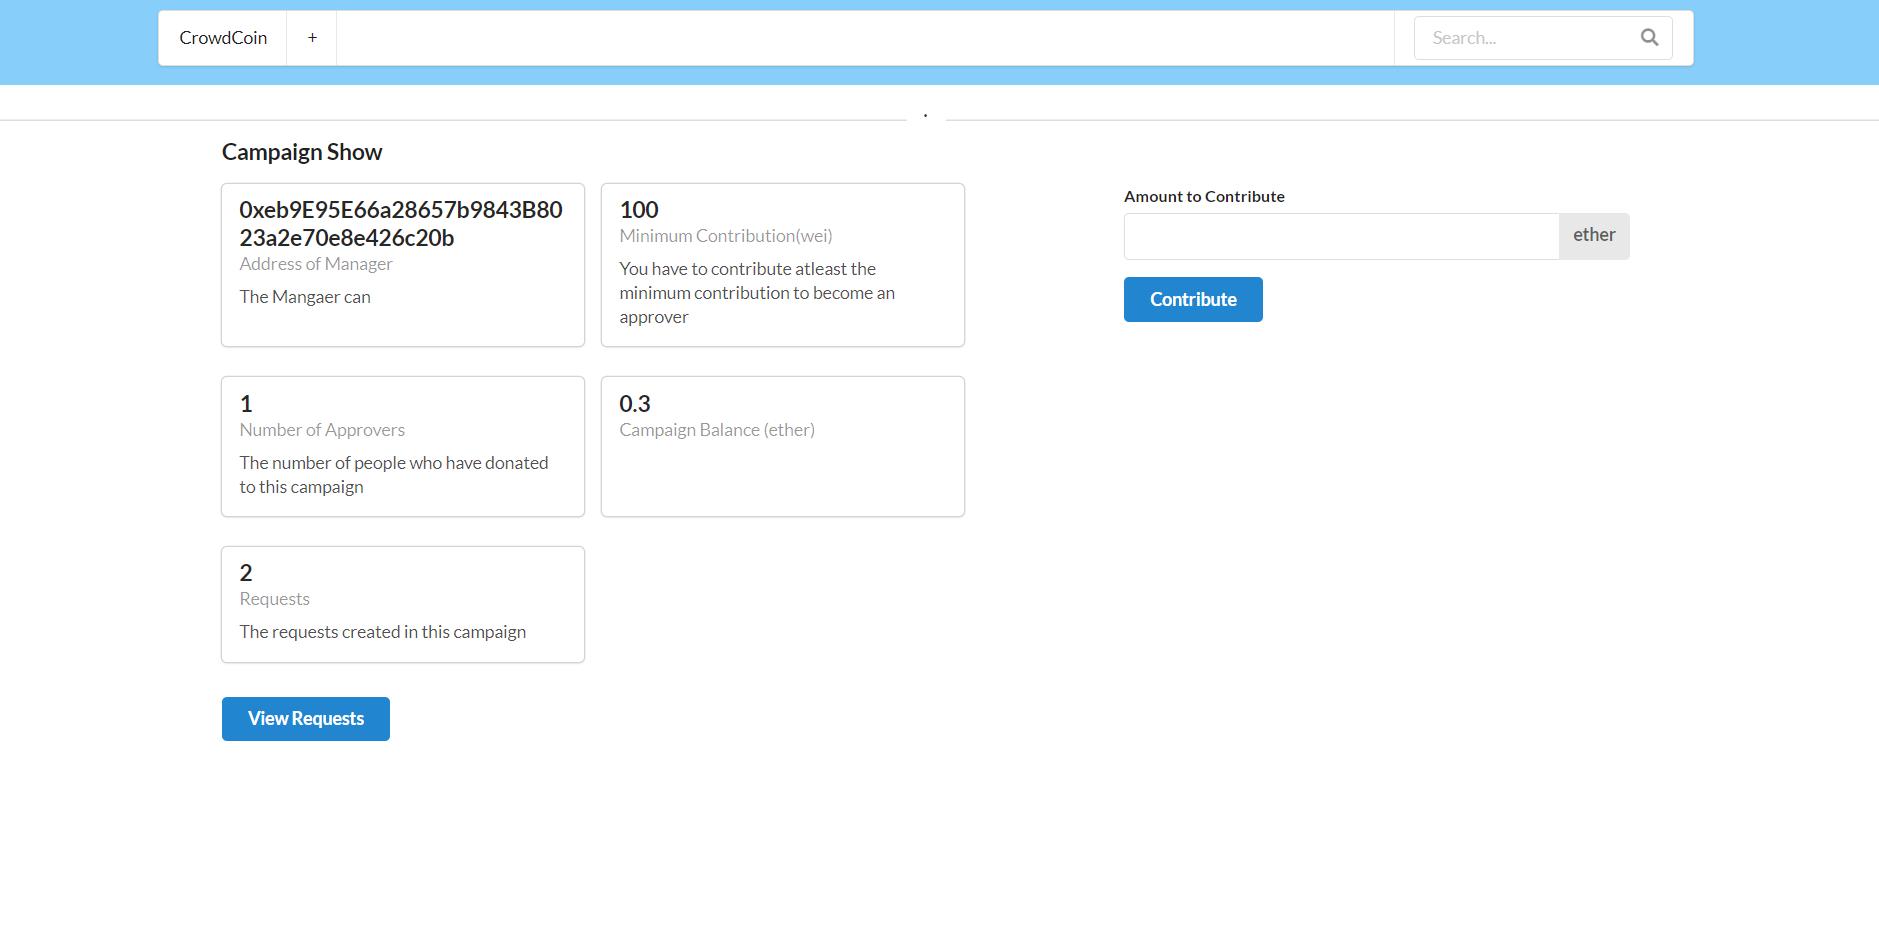 CrowdCoin
+
Search...
.
Campaign Show
0xeb9E95E66a28657b9843B80
23a2e70e8e426c20b
Address of Manager
The Mangaer can
100
Minimum Contribution(wei)
You have to contribute atleast the
minimum contribution to become an
approver
1
Number of Approvers
The number of people who have donated
to this campaign
0.3
Campaign Balance (ether)
2
Requests
The requests created in this campaign
View Requests
Amount to Contribute
ether
Contribute